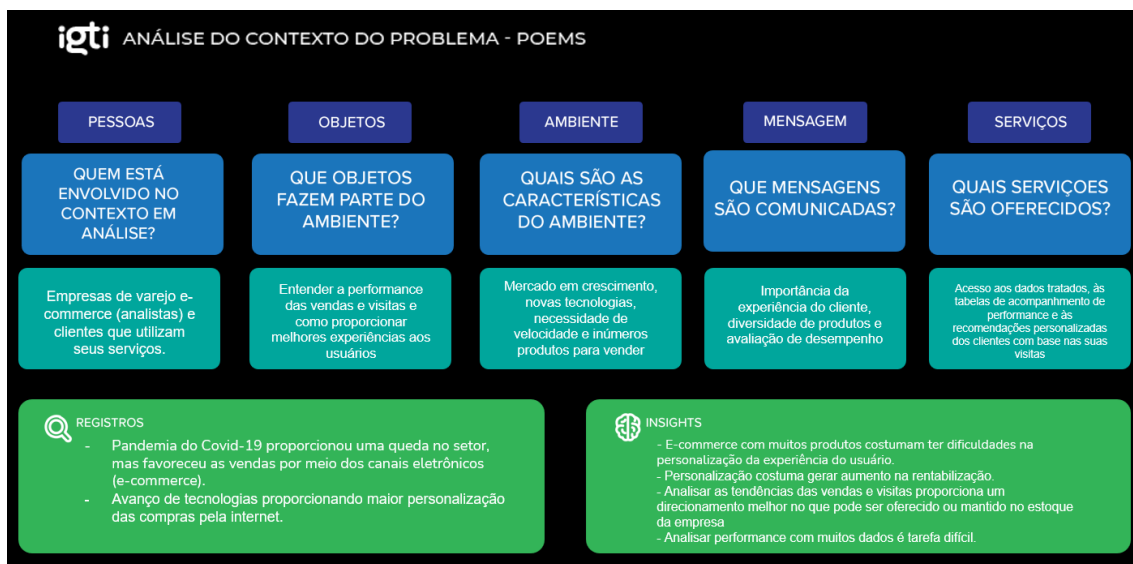 igti ANÁLISE DO CONTEXTO DO PROBLEMA - POEMS
PESSOAS
QUEM ESTÁ
ENVOLVIDO NO
CONTEXTO EM
ANÁLISE?
Empresas de varejo e-
commerce (analistas) e
clientes que utilizam
seus serviços.
OBJETOS
QUE OBJETOS
FAZEM PARTE DO
AMBIENTE?
Entender a performance
das vendas e visitas e
como proporcionar
melhores experiências aos
usuários
AMBIENTE
QUAIS SÃO AS
CARACTERÍSTICAS
DO AMBIENTE?
Mercado em crescimento,
novas tecnologias,
necessidade de
velocidade e inúmeros
produtos para vender
MENSAGEM
QUE MENSAGENS
SÃO COMUNICADAS?
Importância da
experiência do cliente,
diversidade de produtos e
avaliação de desempenho
SERVIÇOS
QUAIS SERVIÇOES
SÃO OFERECIDOS?
Acesso aos dados tratados, às
tabelas de acompanhmento de
performance e às
recomendações personalizadas
dos clientes com base nas suas
visitas
REGISTROS
- Pandemia do Covid-19 proporcionou uma queda no setor,
mas favoreceu as vendas por meio dos canais eletrônicos
(e-commerce).
- Avanço de tecnologias proporcionando maior personalização
das compras pela internet.
INSIGHTS
- E-commerce com muitos produtos costumam ter dificuldades na
personalização da experiência do usuário.
- Personalização costuma gerar aumento na rentabilização.
- Analisar as tendências das vendas e visitas proporciona um
direcionamento melhor no que pode ser oferecido ou mantido no estoque
da empresa
- Analisar performance com muitos dados é tarefa difícil.